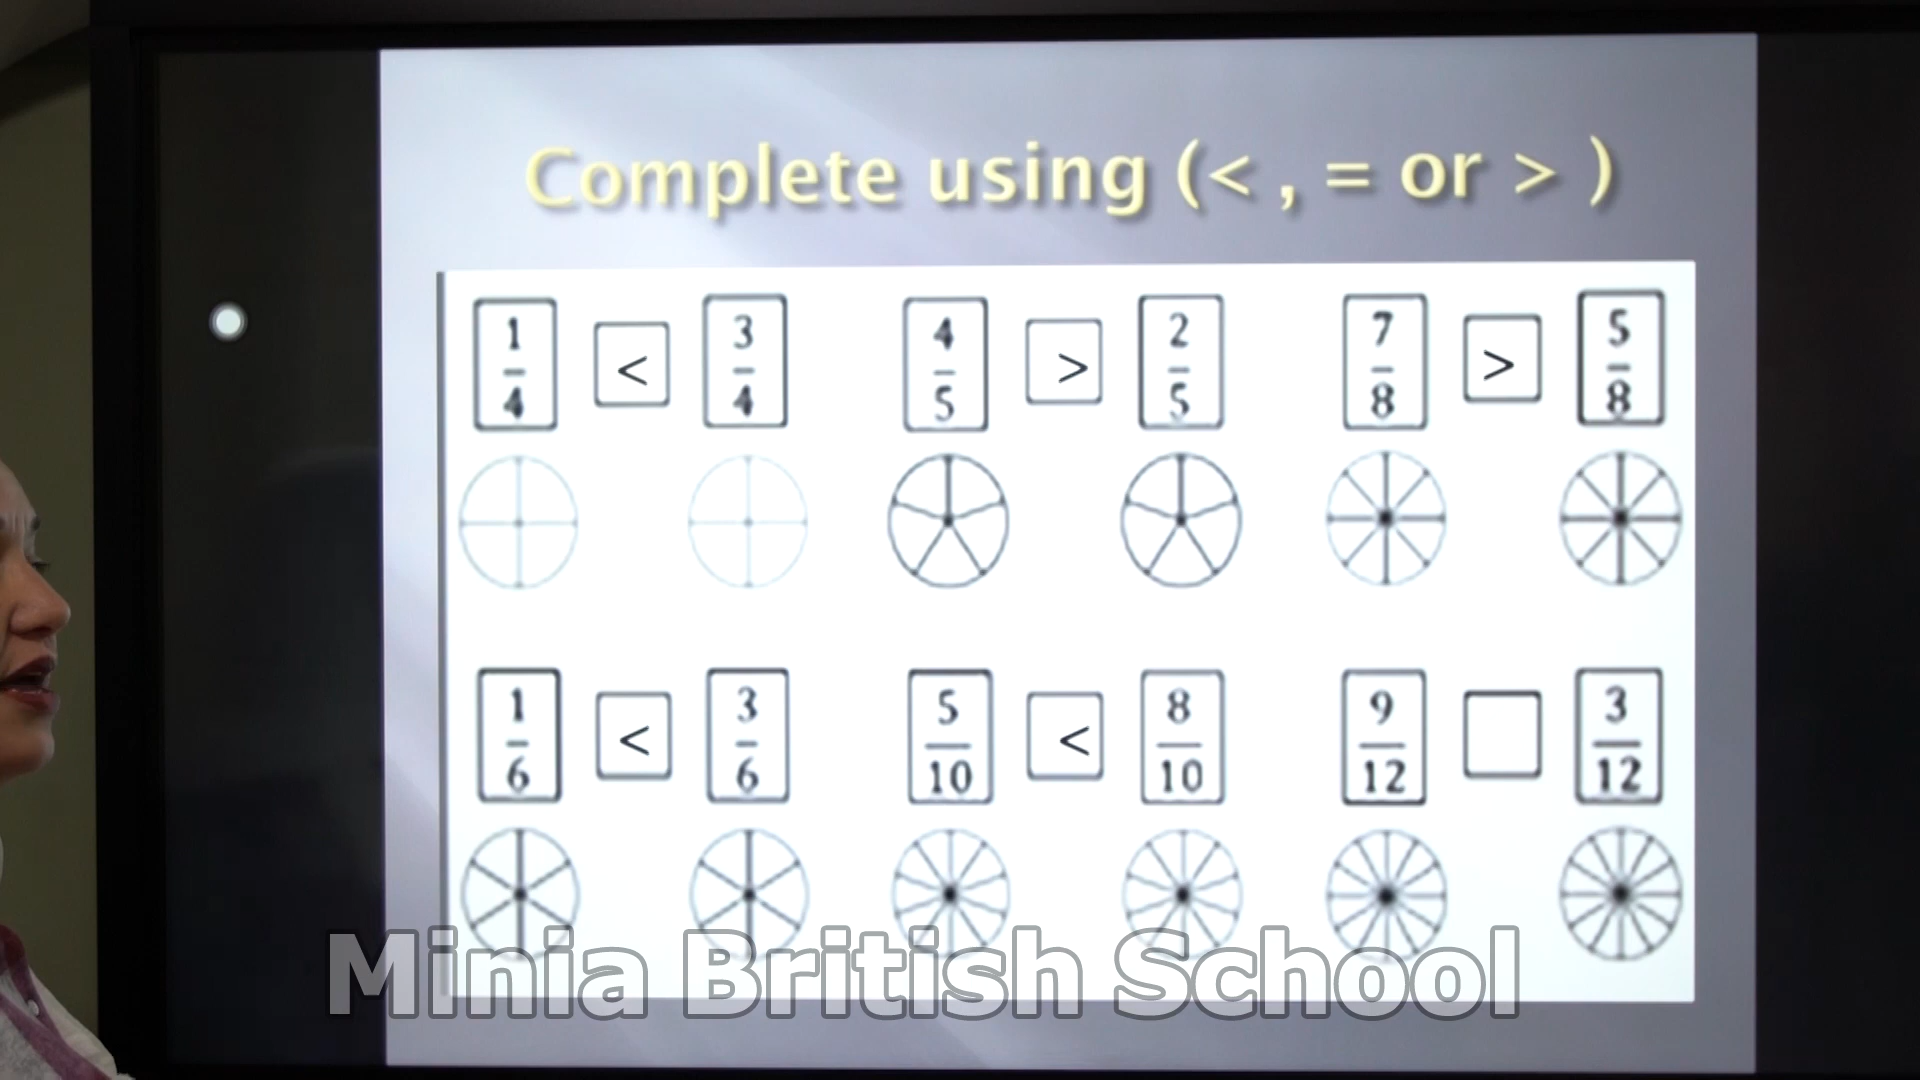 Complete using (< , = or > )
1/4 < 3/4 4/5 > 2/5 7/8 > 5/8
1/6 < 3/6 5/10 < 8/10 9/12 3/12
Minia British School